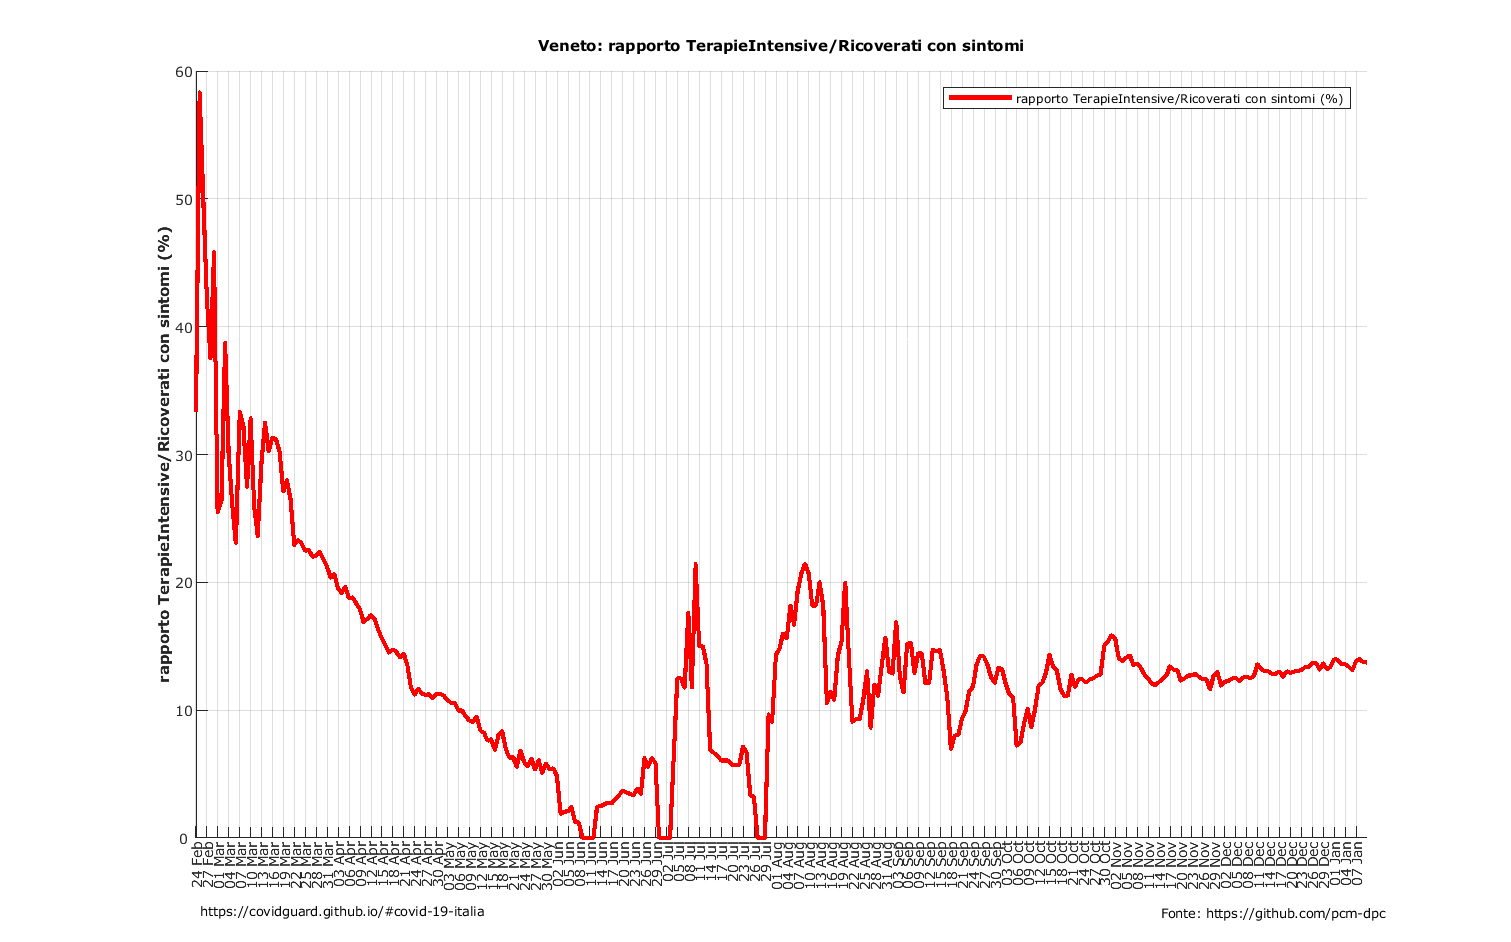 Veneto: rapporto TerapieIntensive/Ricoverati con sintomi
rapporto TerapieIntensive/Ricoverati con sintomi (%)
rapporto TerapieIntensive/Ricoverati con sintomi (%)
60
50
40
30
20
10
0
24 Feb
27 Feb
01 Mar
04 Mar
07 Mar
10 Mar
13 Mar
16 Mar
19 Mar
22 Mar
25 Mar
28 Mar
31 Mar
03 Apr
06 Apr
09 Apr
12 Apr
15 Apr
18 Apr
21 Apr
24 Apr
27 Apr
30 Apr
03 May
06 May
09 May
12 May
15 May
18 May
21 May
24 May
27 May
30 May
02 Jun
05 Jun
08 Jun
11 Jun
14 Jun
17 Jun
20 Jun
23 Jun
26 Jun
29 Jun
02 Jul
05 Jul
08 Jul
11 Jul
14 Jul
17 Jul
20 Jul
23 Jul
26 Jul
29 Jul
01 Aug
04 Aug
07 Aug
10 Aug
13 Aug
16 Aug
19 Aug
22 Aug
25 Aug
28 Aug
31 Aug
03 Sep
06 Sep
09 Sep
12 Sep
15 Sep
18 Sep
21 Sep
24 Sep
27 Sep
30 Sep
03 Oct
06 Oct
09 Oct
12 Oct
15 Oct
18 Oct
21 Oct
24 Oct
27 Oct
30 Oct
02 Nov
05 Nov
08 Nov
11 Nov
14 Nov
17 Nov
20 Nov
23 Nov
26 Nov
29 Nov
02 Dec
05 Dec
08 Dec
11 Dec
14 Dec
17 Dec
20 Dec
23 Dec
26 Dec
29 Dec
01 Jan
04 Jan
07 Jan
https://covidguard.github.io/#covid-19-italia
Fonte: https://github.com/pcm-dpc